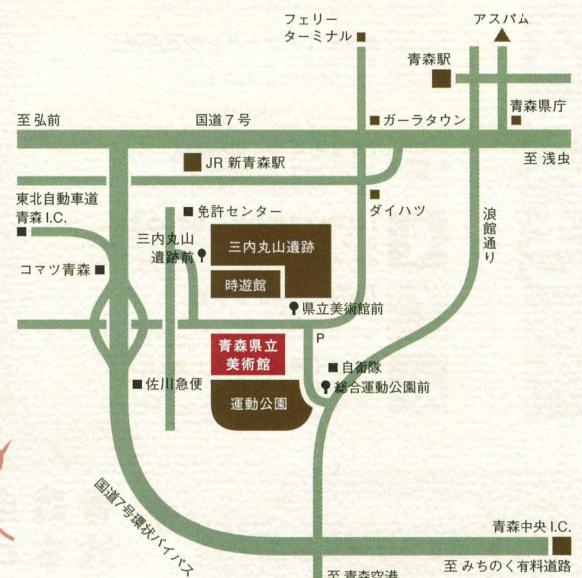 フェリー
ターミナル
アスパム
青森駅
青森県庁
至 弘前
国道7号
ガーラタウン
至 浅虫
JR 新青森駅
東北自動車道
青森 I.C.
免許センター
ダイハツ
浪館通り
三内丸山
遺跡前
三内丸山遺跡
コマツ青森
時遊館
県立美術館前
P
青森県立
美術館
自衛隊
佐川急便
総合運動公園前
運動公園
国道7号環状バイパス
青森中央 I.C.
至 みちのく有料道路
至 青森空港